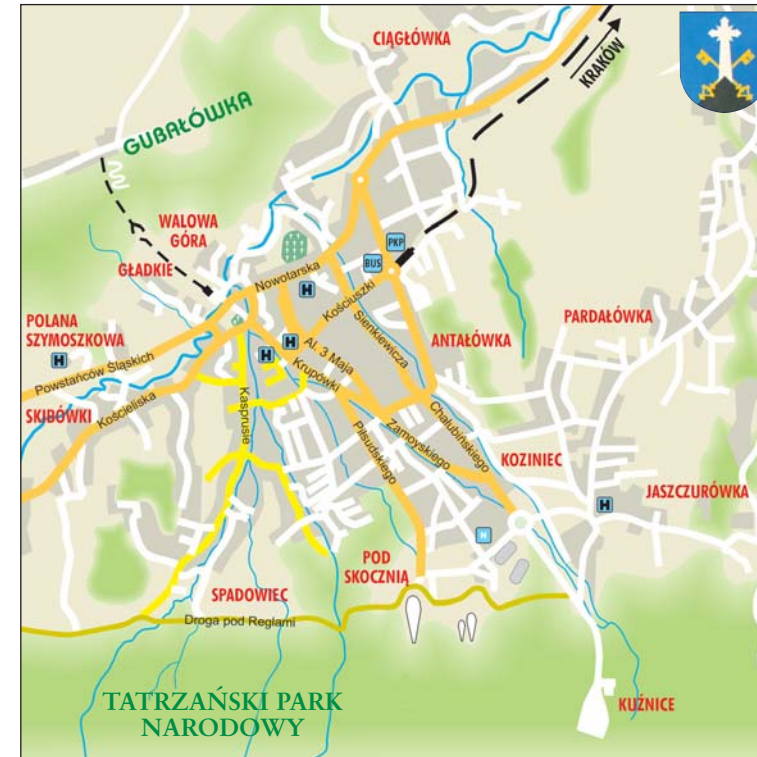 CIĄGŁÓWKA
KRAKÓW
GUBAŁÓWKA
WALOWA
GÓRA
GŁADKIE
PKP
BUS
Nowotarska
H
Kościuszki
Sienkiewicza
ANTAŁÓWKA
PARDAŁÓWKA
POLANA
SZYMOSZKOWA
H
H
H
Al. 3 Maja
Krupówki
Powstańców Śląskich
SKIBÓWKI
Kościeliska
Kasprusie
Piłsudskiego
Zamoyskiego
Chałubińskiego
KOZINIEC
JASZCZURÓWKA
H
H
POD
SKOCZNIĄ
SPADOWIEC
Droga pod Reglami
TATRZAŃSKI PARK
NARODOWY
KUŹNICE